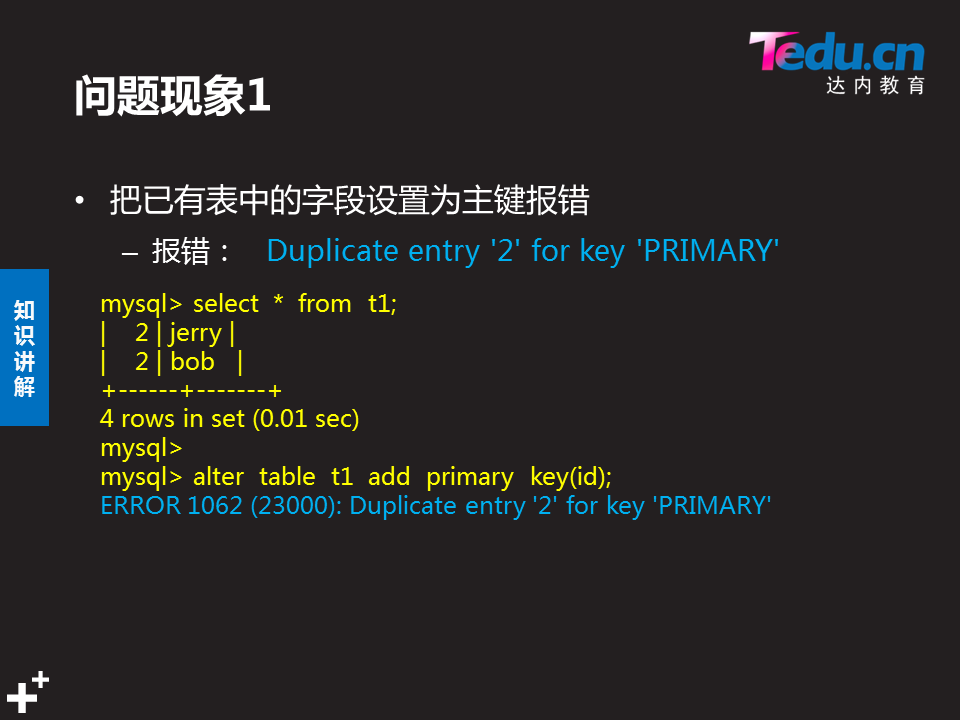 Tedu.cn
达内教育
问题现象1
• 把已有表中的字段设置为主键报错
– 报错： Duplicate entry '2' for key 'PRIMARY'
知识讲解
mysql> select * from t1;
| 2 | jerry |
| 2 | bob |
+------+-------+
4 rows in set (0.01 sec)
mysql>
mysql> alter table t1 add primary key(id);
ERROR 1062 (23000): Duplicate entry '2' for key 'PRIMARY'